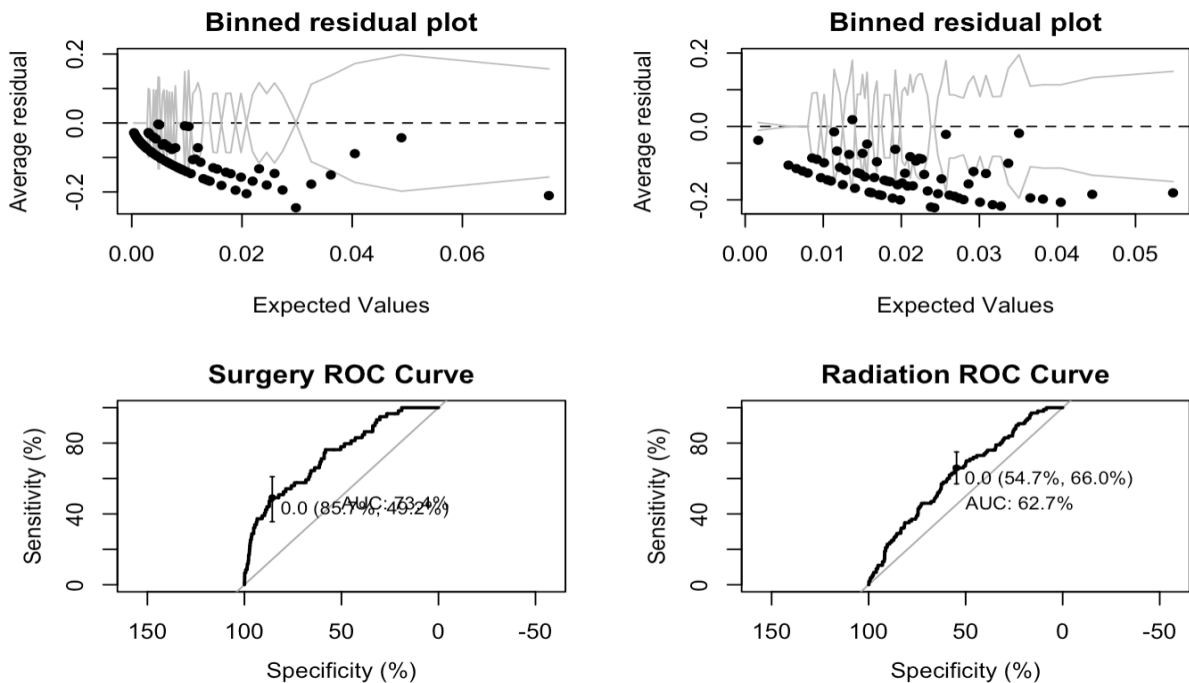 Binned residual plot
Average residual
0.2
0.0
-0.2
0.00
0.02
0.04
0.06
Expected Values
Binned residual plot
Average residual
0.2
0.0
-0.2
0.00
0.01
0.02
0.03
0.04
0.05
Expected Values
Surgery ROC Curve
Sensitivity (%)
80
40
0
0.0 (85.7%, 49.2%)
AUC: 73.4%
150
100
50
0
-50
Specificity (%)
Radiation ROC Curve
Sensitivity (%)
80
40
0
0.0 (54.7%, 66.0%)
AUC: 62.7%
150
100
50
0
-50
Specificity (%)